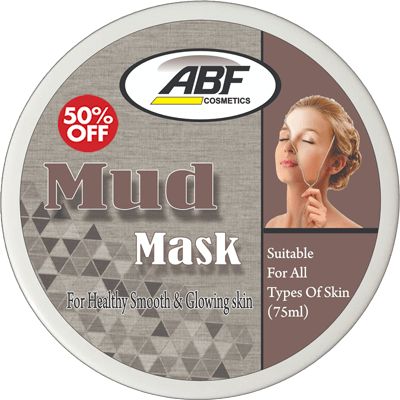 ABF
COSMETICS
50%
OFF
Mud
Mask
For Healthy Smooth & Glowing skin
Suitable
For All
Types Of Skin
(75ml)